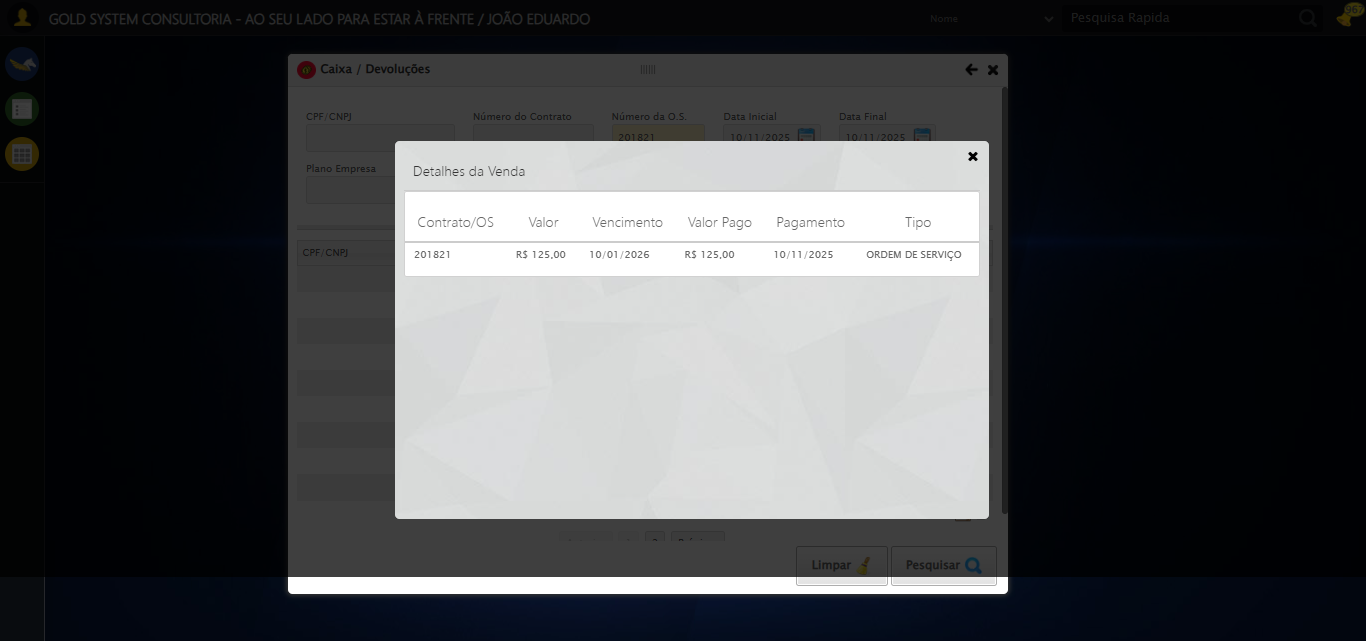 GOLD SYSTEM CONSULTORIA - AO SEU LADO PARA ESTAR À FRENTE / JOÃO EDUARDO
Nome
Pesquisa Rapida
Caixa / Devoluções
CPF/CNPJ Número do Contrato Número da O.S. Data Inicial Data Final
201821 10/11/2025 10/11/2025
Plano Empresa
Detalhes da Venda
Contrato/OS Valor Vencimento Valor Pago Pagamento Tipo
201821 R$ 125,00 10/01/2026 R$ 125,00 10/11/2025 ORDEM DE SERVIÇO
CPF/CNPJ
Limpar Pesquisar